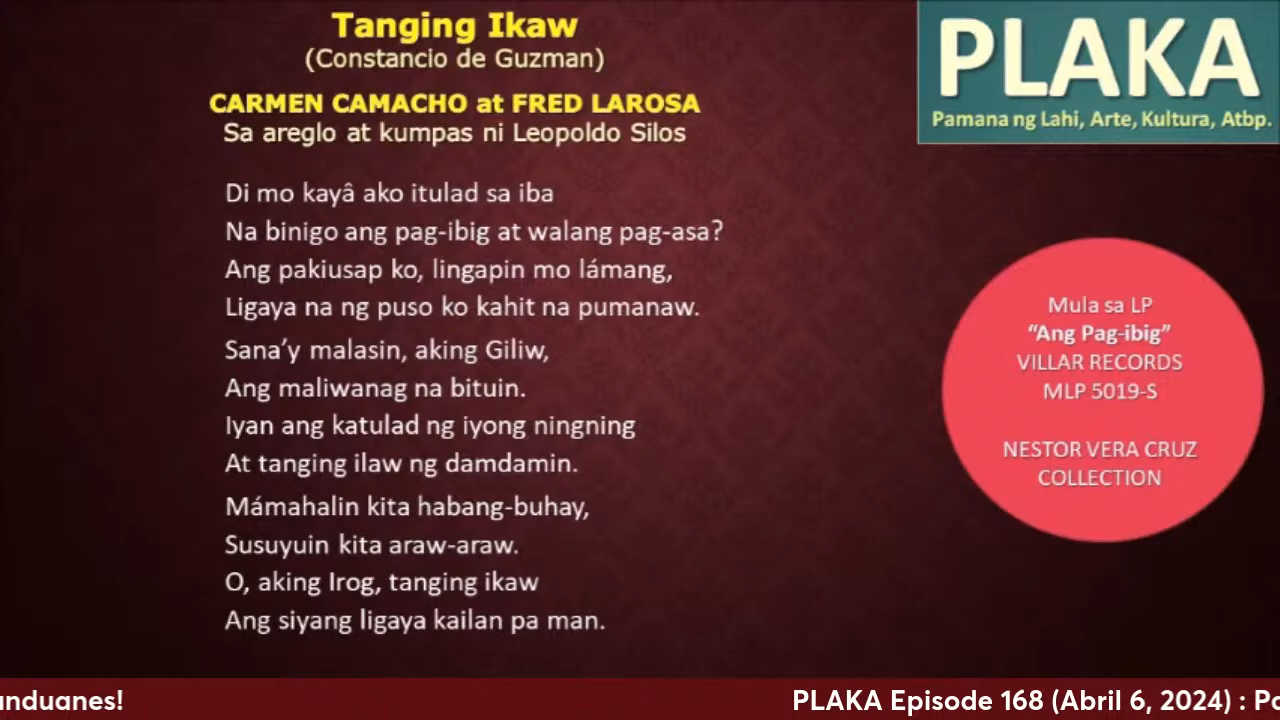 Tanging Ikaw
(Constancio de Guzman)
CARMEN CAMACHO at FRED LAROSA
Sa areglo at kumpas ni Leopoldo Silos
Di mo kayâ ako itulad sa iba
Na binigo ang pag-ibig at walang pag-asa?
Ang pakiusap ko, lingapin mo lámang,
Ligaya na ng puso ko kahit na pumanaw.
Sana’y malasin, aking Giliw,
Ang maliwanag na bituin.
Iyan ang katulad ng iyong ningning
At tanging ilaw ng damdamin.
Mámahalin kita habang-buhay,
Susuyuin kita araw-araw.
O, aking Irog, tanging ikaw
Ang siyang ligaya kailan pa man.
PLAKA
Pamana ng Lahi, Arte, Kultura, Atbp.
Mula sa LP
“Ang Pag-ibig”
VILLAR RECORDS
MLP 5019-S
NESTOR VERA CRUZ
COLLECTION
anduanes!
PLAKA Episode 168 (Abril 6, 2024) : Pa